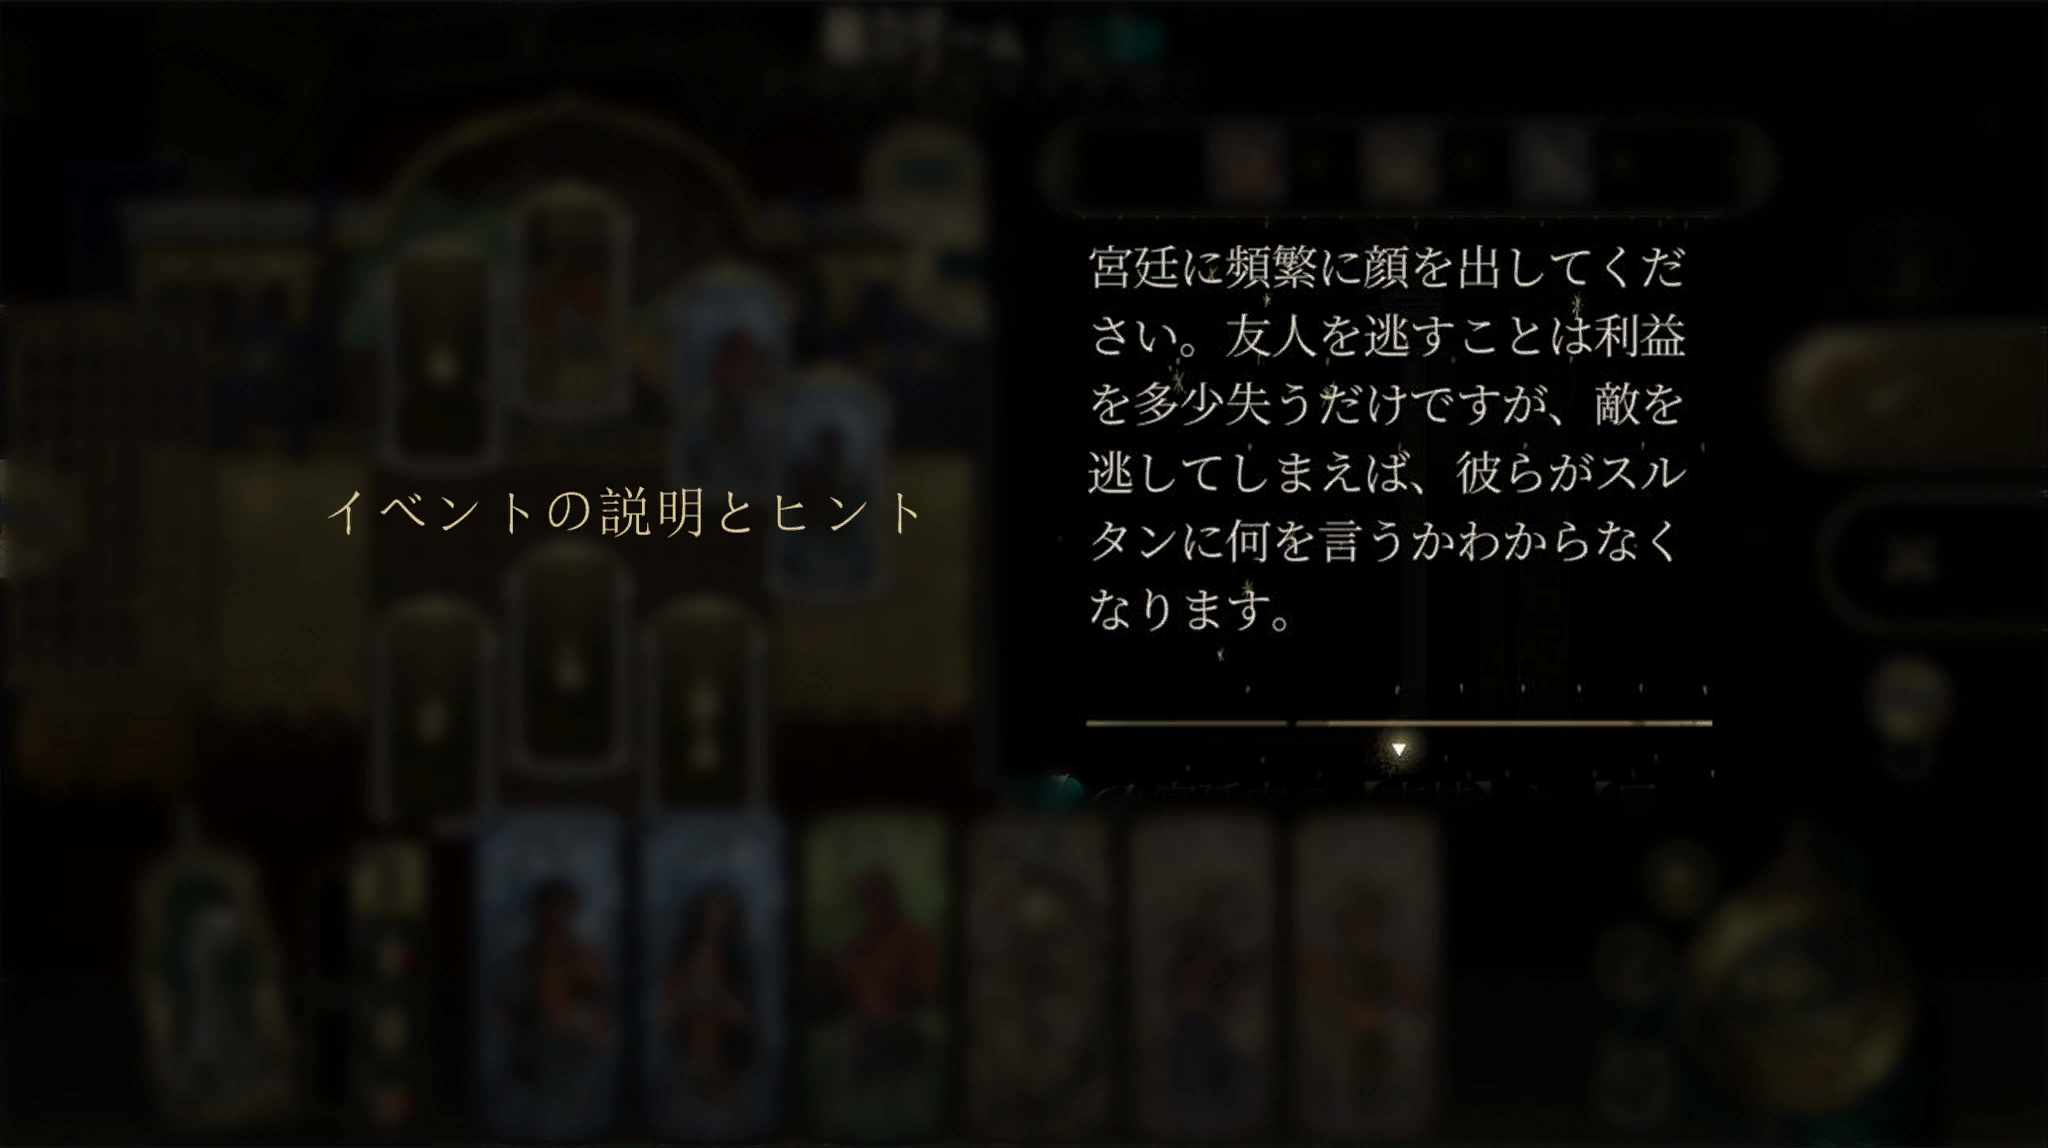 イベントの説明とヒント
宮廷に頻繁に顔を出してくだ
さい。友人を逃すことは利益
を多少失うだけですが、敵を
逃してしまえば、彼らがスル
タンに何を言うかわからなく
なります。